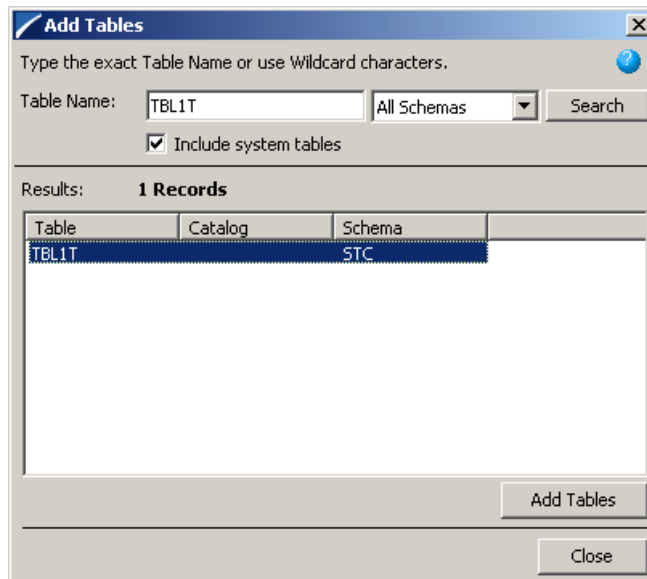 Add Tables
Type the exact Table Name or use Wildcard characters.
Table Name: TBL1T All Schemas Search
Include system tables
Results: 1 Records
Table Catalog Schema
TBL1T STC
Add Tables
Close